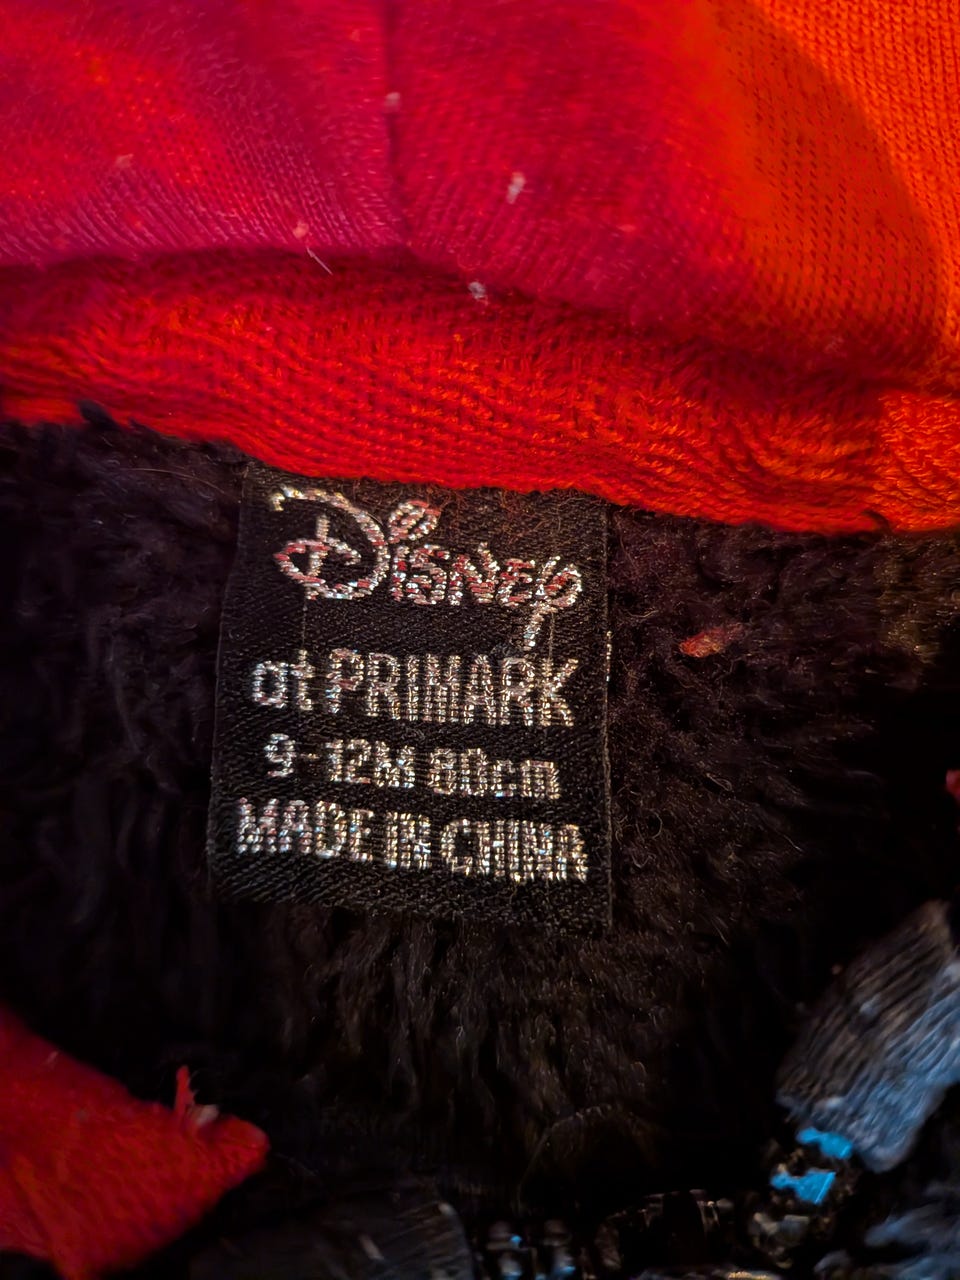 Disney
at PRIMARK
9-12M 80cm
MADE IN CHINA